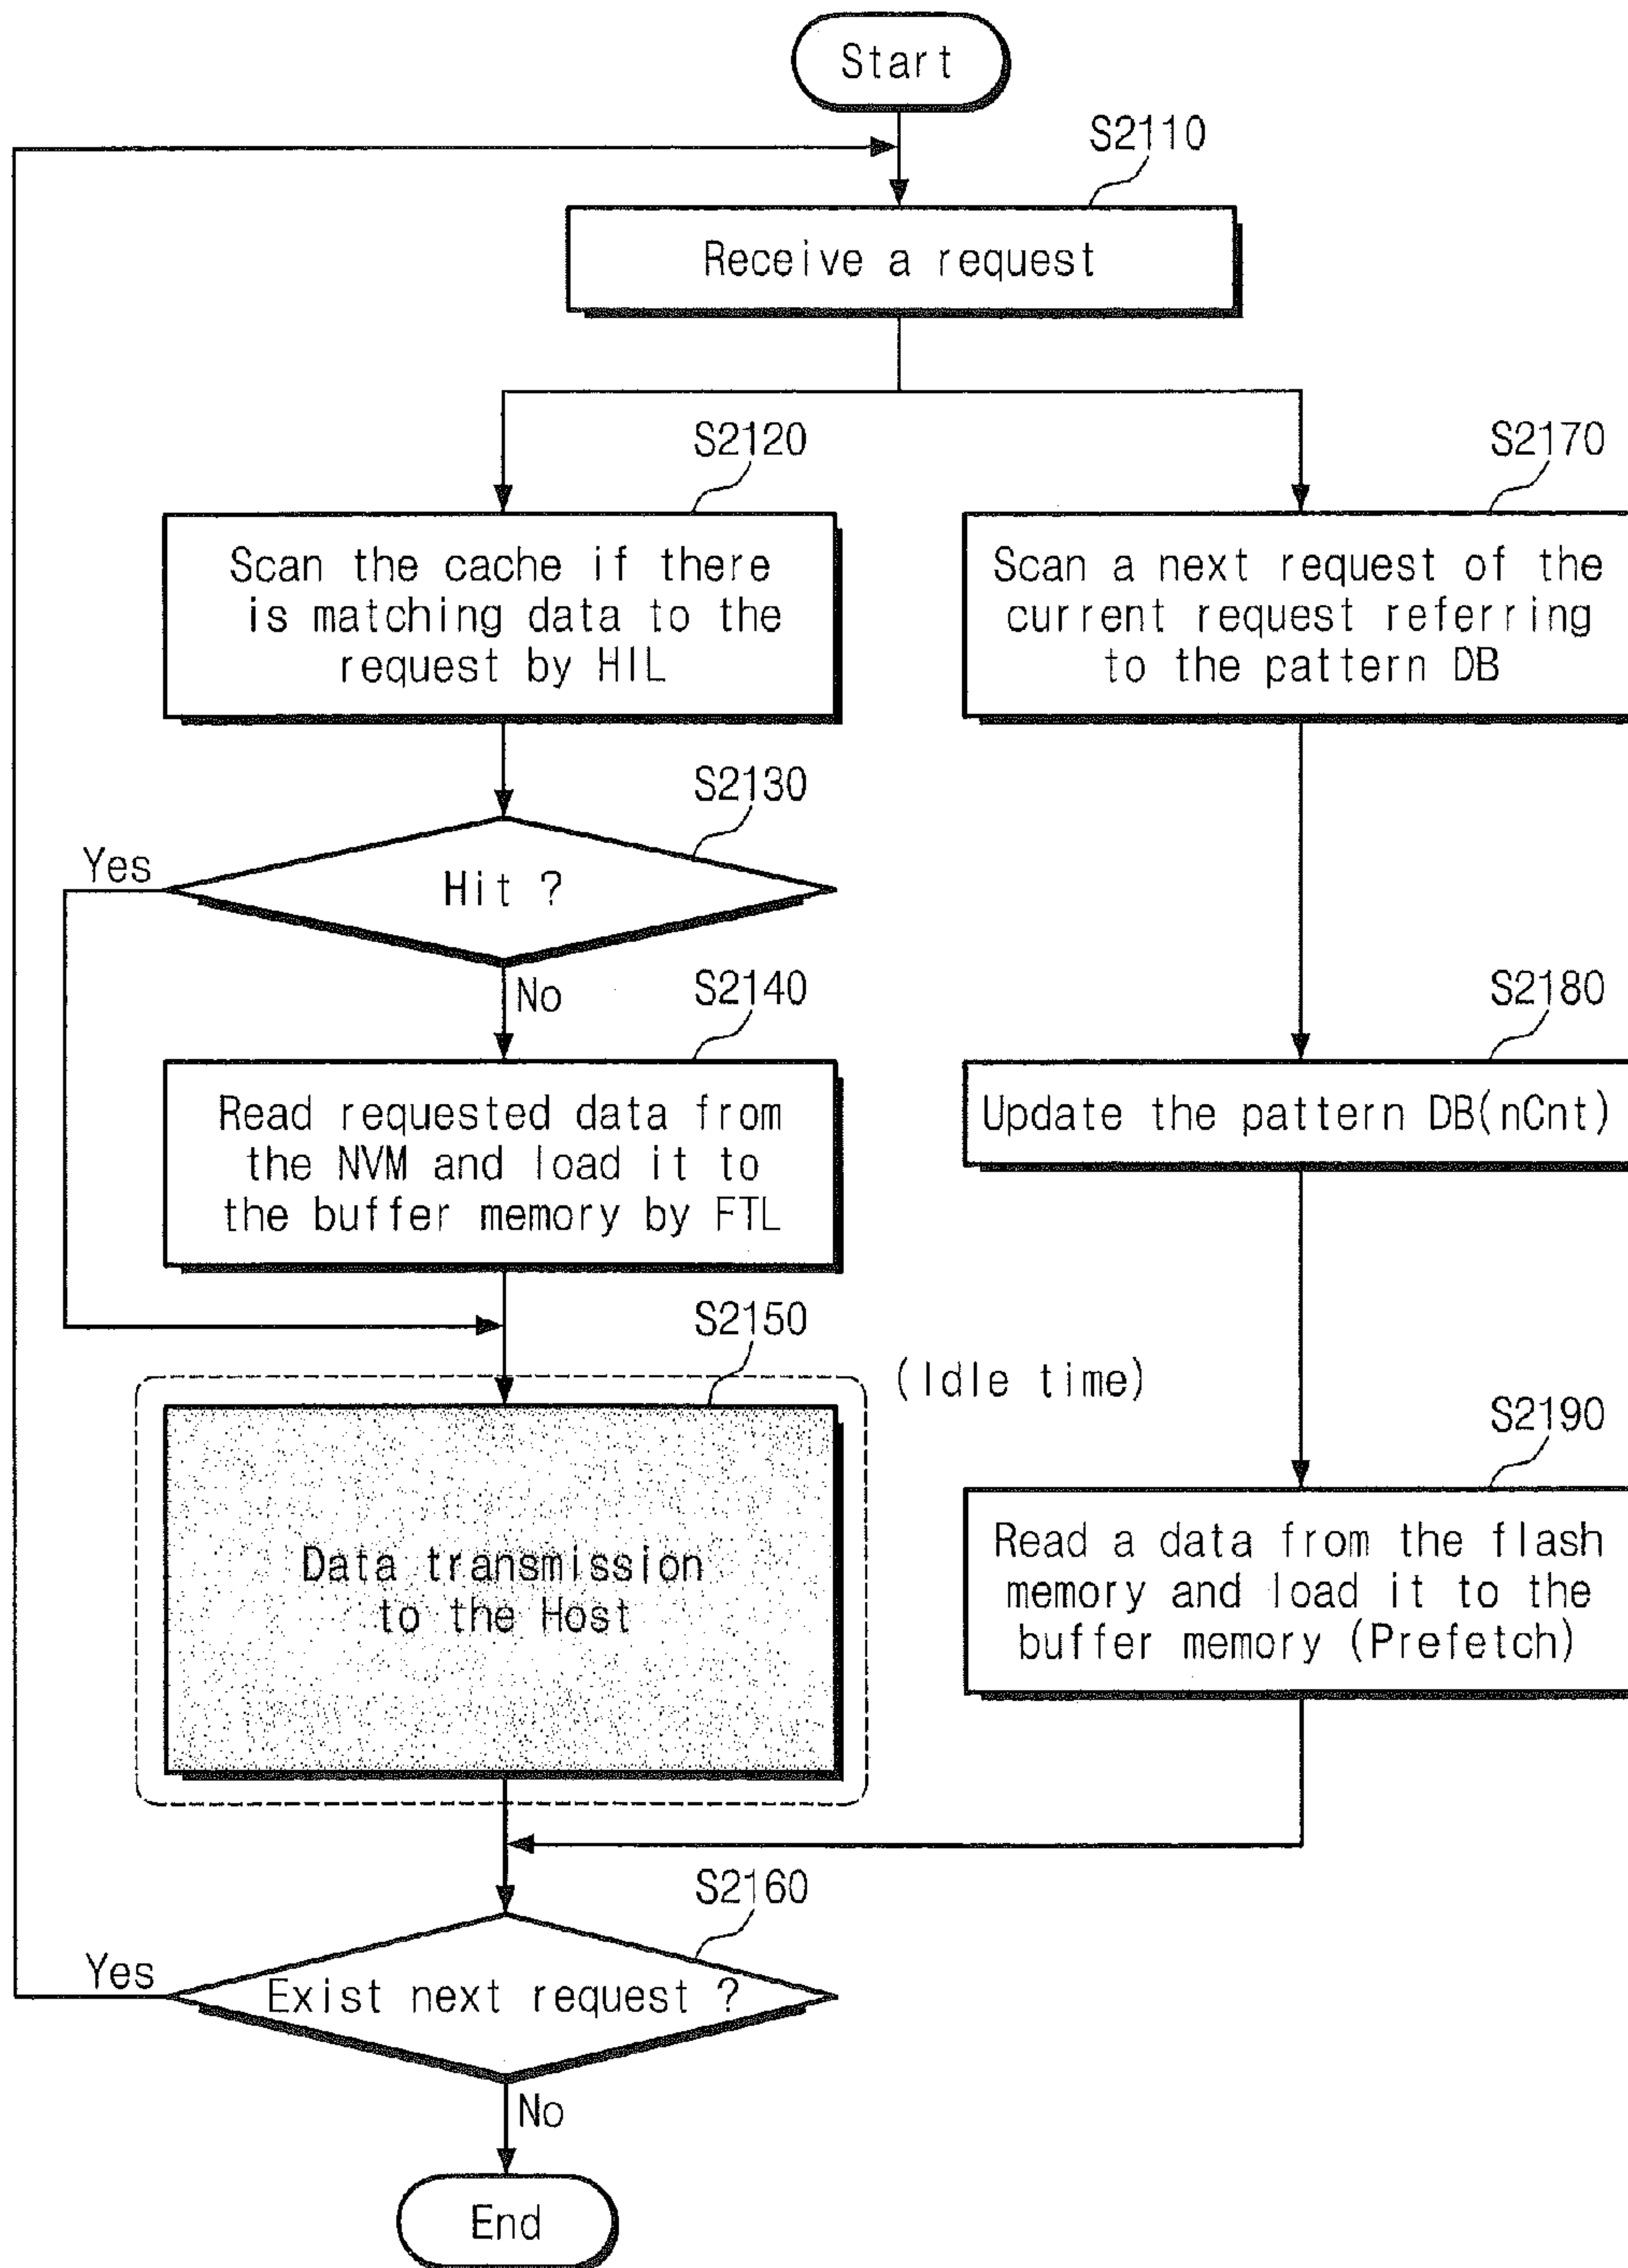 Start
S2110
Receive a request
S2120
Scan the cache if there
is matching data to the
request by HIL
S2130
Yes
Hit ?
No
S2140
Read requested data from
the NVM and load it to
the buffer memory by FTL
S2150
(Idle time)
Data transmission
to the Host
S2170
Scan a next request of the
current request referring
to the pattern DB
S2180
Update the pattern DB(nCnt)
S2190
Read a data from the flash
memory and load it to the
buffer memory (Prefetch)
S2160
Yes
Exist next request ?
No
End